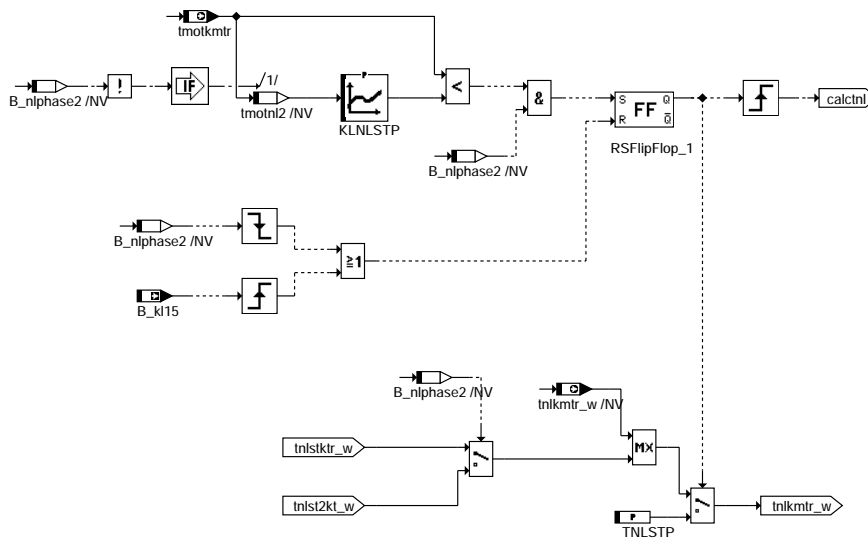 tmotkmtr
B_nlphase2 /NV
!
IF
/1/
tmotnl2 /NV
P
KLNLSTP
<
&
B_nlphase2 /NV
S Q
FF
R Q̅
RSFlipFlop_1
calctnl
B_nlphase2 /NV
≧1
B_kl15
B_nlphase2 /NV
tnlkmtr_w /NV
tnlstktr_w
MX
tnlst2kt_w
P
TNLSTP
tnlkmtr_w